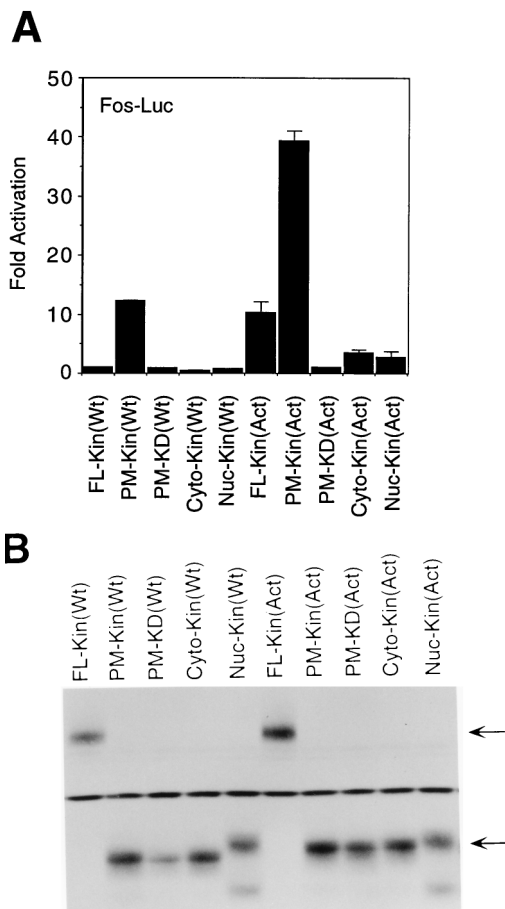 A
50
Fos-Luc
40
30
20
10
0
Fold Activation
FL-Kin(Wt)
PM-Kin(Wt)
PM-KD(Wt)
Cyto-Kin(Wt)
Nuc-Kin(Wt)
FL-Kin(Act)
PM-Kin(Act)
PM-KD(Act)
Cyto-Kin(Act)
Nuc-Kin(Act)
B
FL-Kin(Wt)
PM-Kin(Wt)
PM-KD(Wt)
Cyto-Kin(Wt)
Nuc-Kin(Wt)
FL-Kin(Act)
PM-Kin(Act)
PM-KD(Act)
Cyto-Kin(Act)
Nuc-Kin(Act)